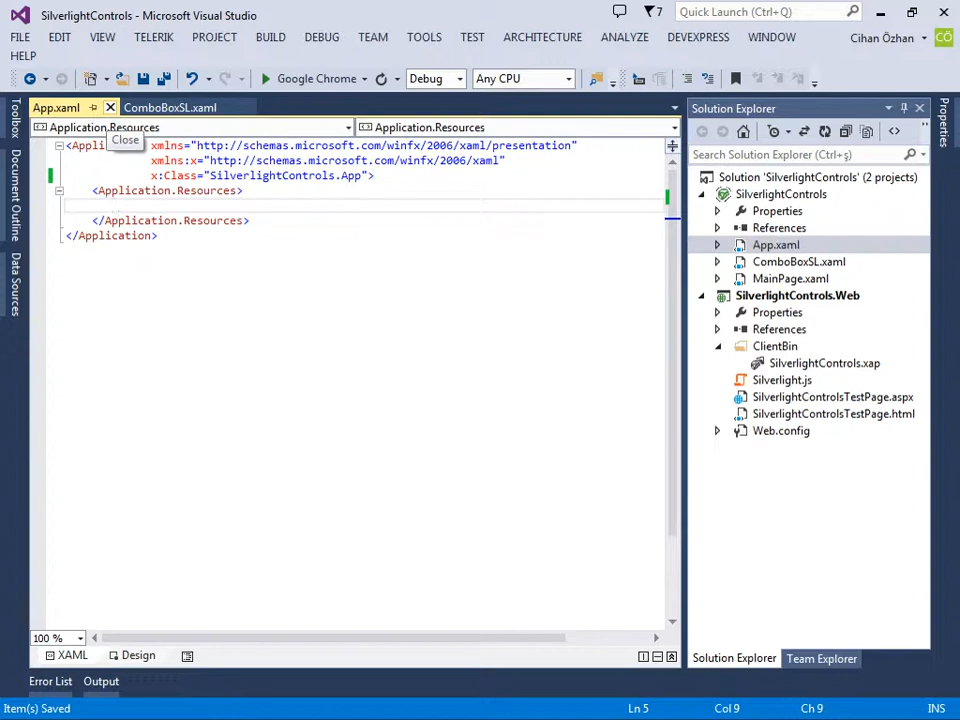 SilverlightControls - Microsoft Visual Studio
7
Quick Launch (Ctrl+Q)
FILE EDIT VIEW TELERIK PROJECT BUILD DEBUG TEAM TOOLS TEST ARCHITECTURE ANALYZE DEVEXPRESS WINDOW
Cihan Özhan
CÖ
HELP
Google Chrome
Debug
Any CPU
Toolbox
Document Outline
Data Sources
App.xaml
ComboBoxSL.xaml
Application.Resources
Application.Resources
Close
<Appli xmlns="http://schemas.microsoft.com/winfx/2006/xaml/presentation"
xmlns:x="http://schemas.microsoft.com/winfx/2006/xaml"
x:Class="SilverlightControls.App">
<Application.Resources>
</Application.Resources>
</Application>
100 %
XAML
Design
Error List
Output
Item(s) Saved
Ln 5
Col 9
Ch 9
INS
Solution Explorer
Search Solution Explorer (Ctrl+ş)
Solution 'SilverlightControls' (2 projects)
SilverlightControls
Properties
References
App.xaml
ComboBoxSL.xaml
MainPage.xaml
SilverlightControls.Web
Properties
References
ClientBin
SilverlightControls.xap
Silverlight.js
SilverlightControlsTestPage.aspx
SilverlightControlsTestPage.html
Web.config
Solution Explorer
Team Explorer
Properties